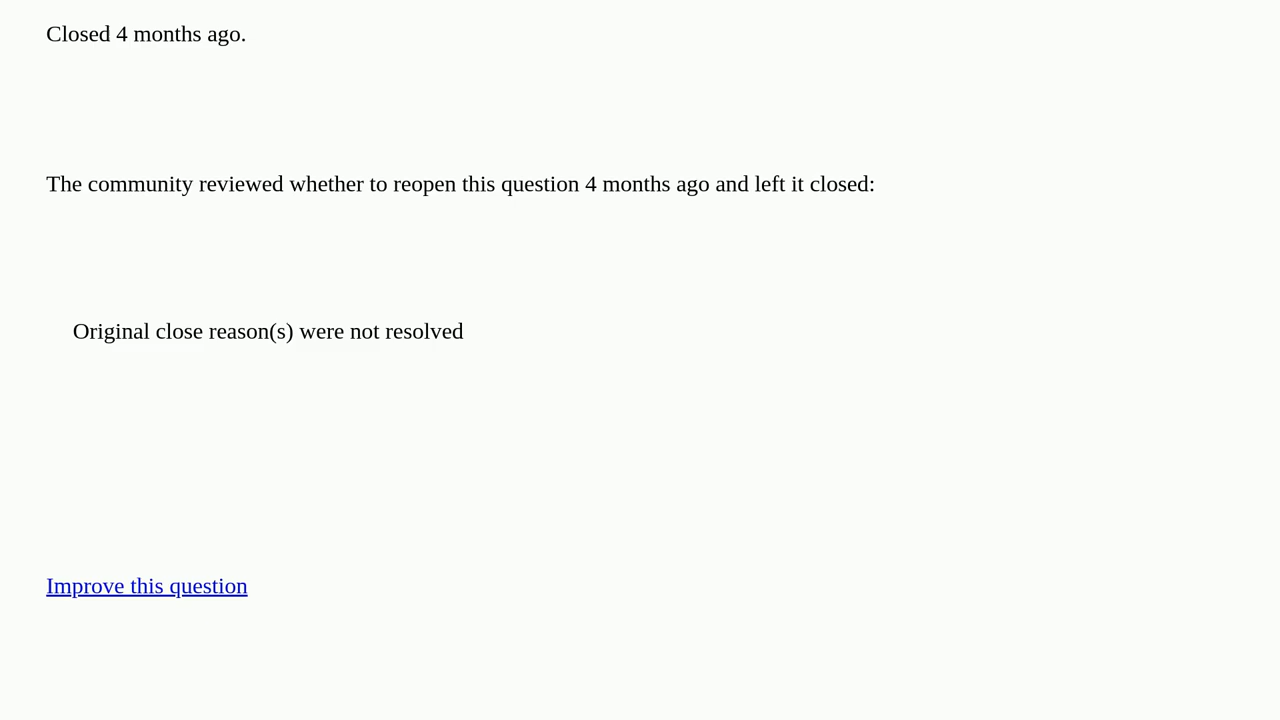 Closed 4 months ago.
The community reviewed whether to reopen this question 4 months ago and left it closed:
Original close reason(s) were not resolved
Improve this question